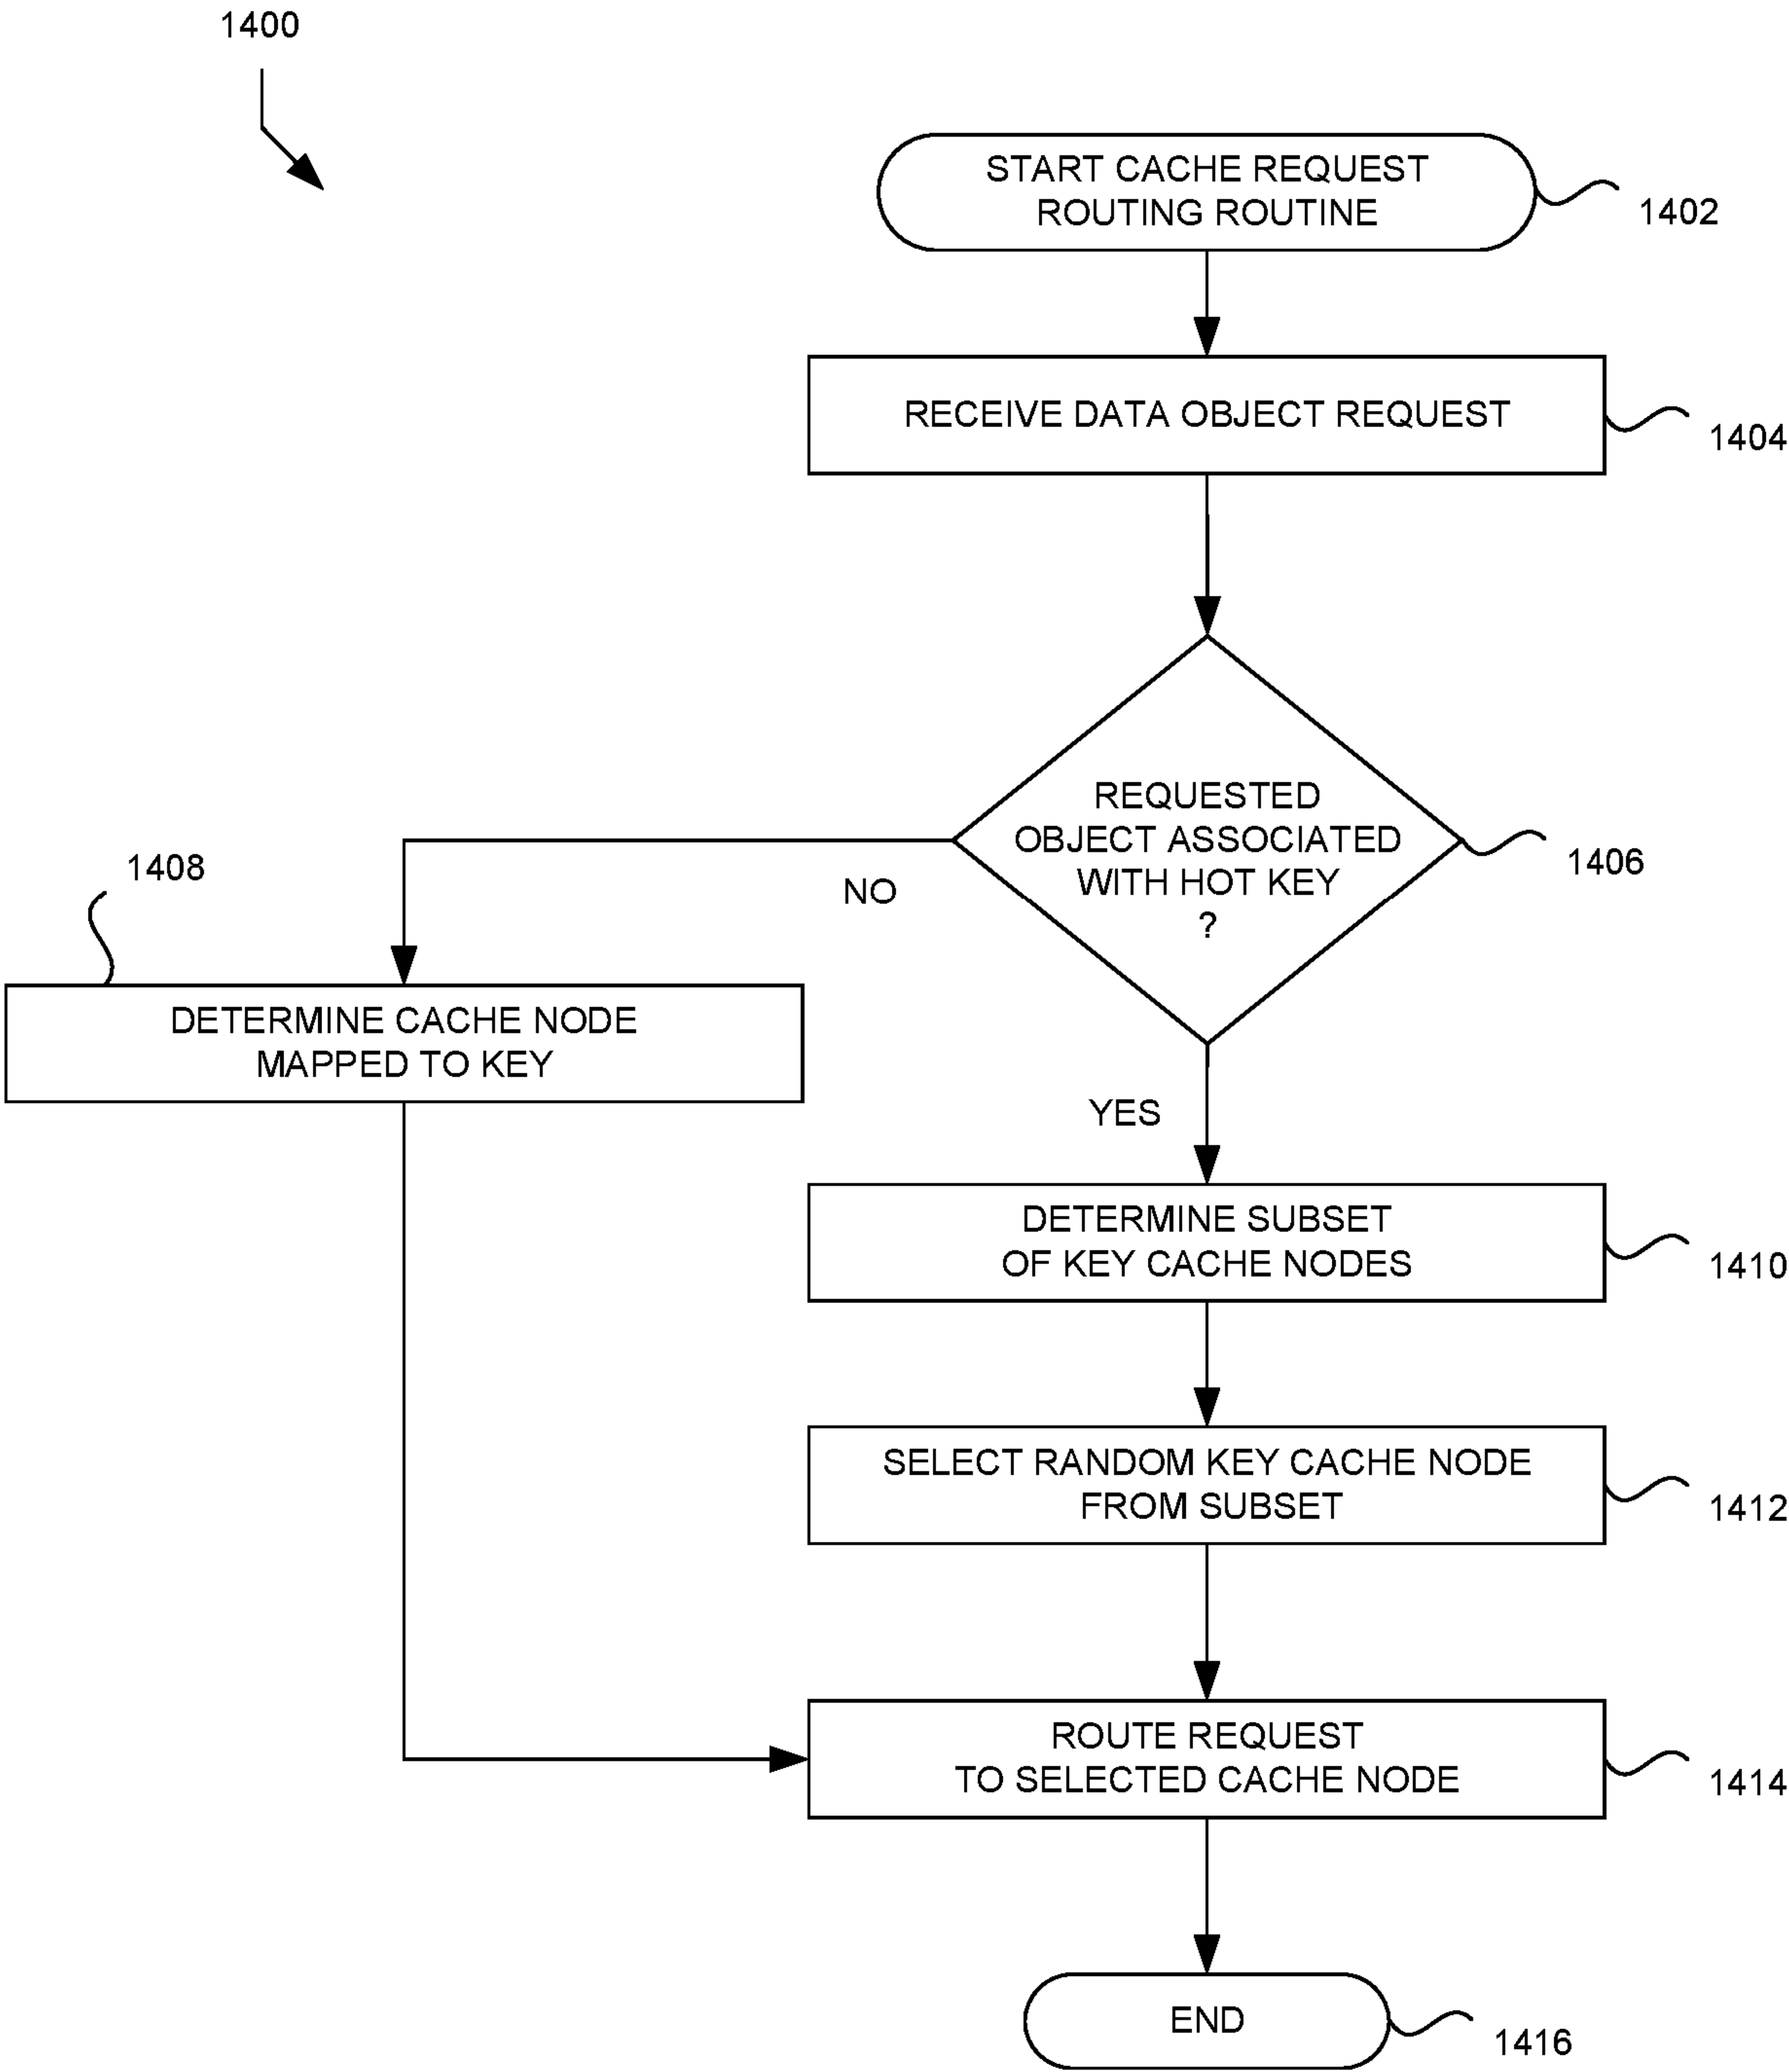 1400
START CACHE REQUEST
ROUTING ROUTINE
1402
RECEIVE DATA OBJECT REQUEST
1404
REQUESTED
OBJECT ASSOCIATED
WITH HOT KEY
?
1406
NO
1408
DETERMINE CACHE NODE
MAPPED TO KEY
YES
DETERMINE SUBSET
OF KEY CACHE NODES
1410
SELECT RANDOM KEY CACHE NODE
FROM SUBSET
1412
ROUTE REQUEST
TO SELECTED CACHE NODE
1414
END
1416